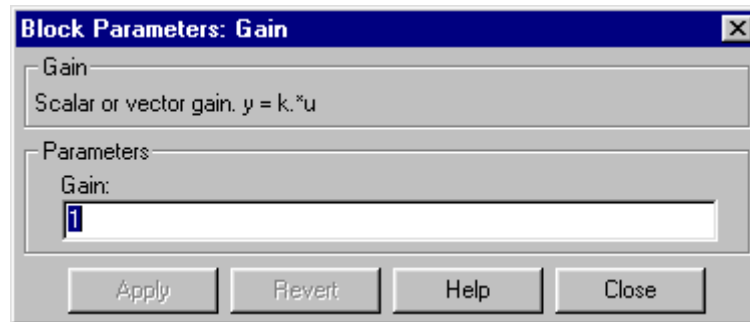 Block Parameters: Gain
Gain
Scalar or vector gain. y = k.*u
Parameters
Gain:
1
Apply Revert Help Close